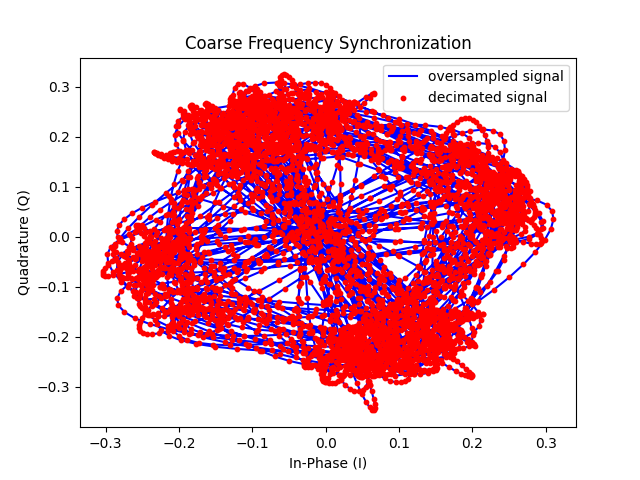 Coarse Frequency Synchronization
oversampled signal
decimated signal
0.3
0.2
0.1
0.0
−0.1
−0.2
−0.3
Quadrature (Q)
−0.3
−0.2
−0.1
0.0
0.1
0.2
0.3
In-Phase (I)